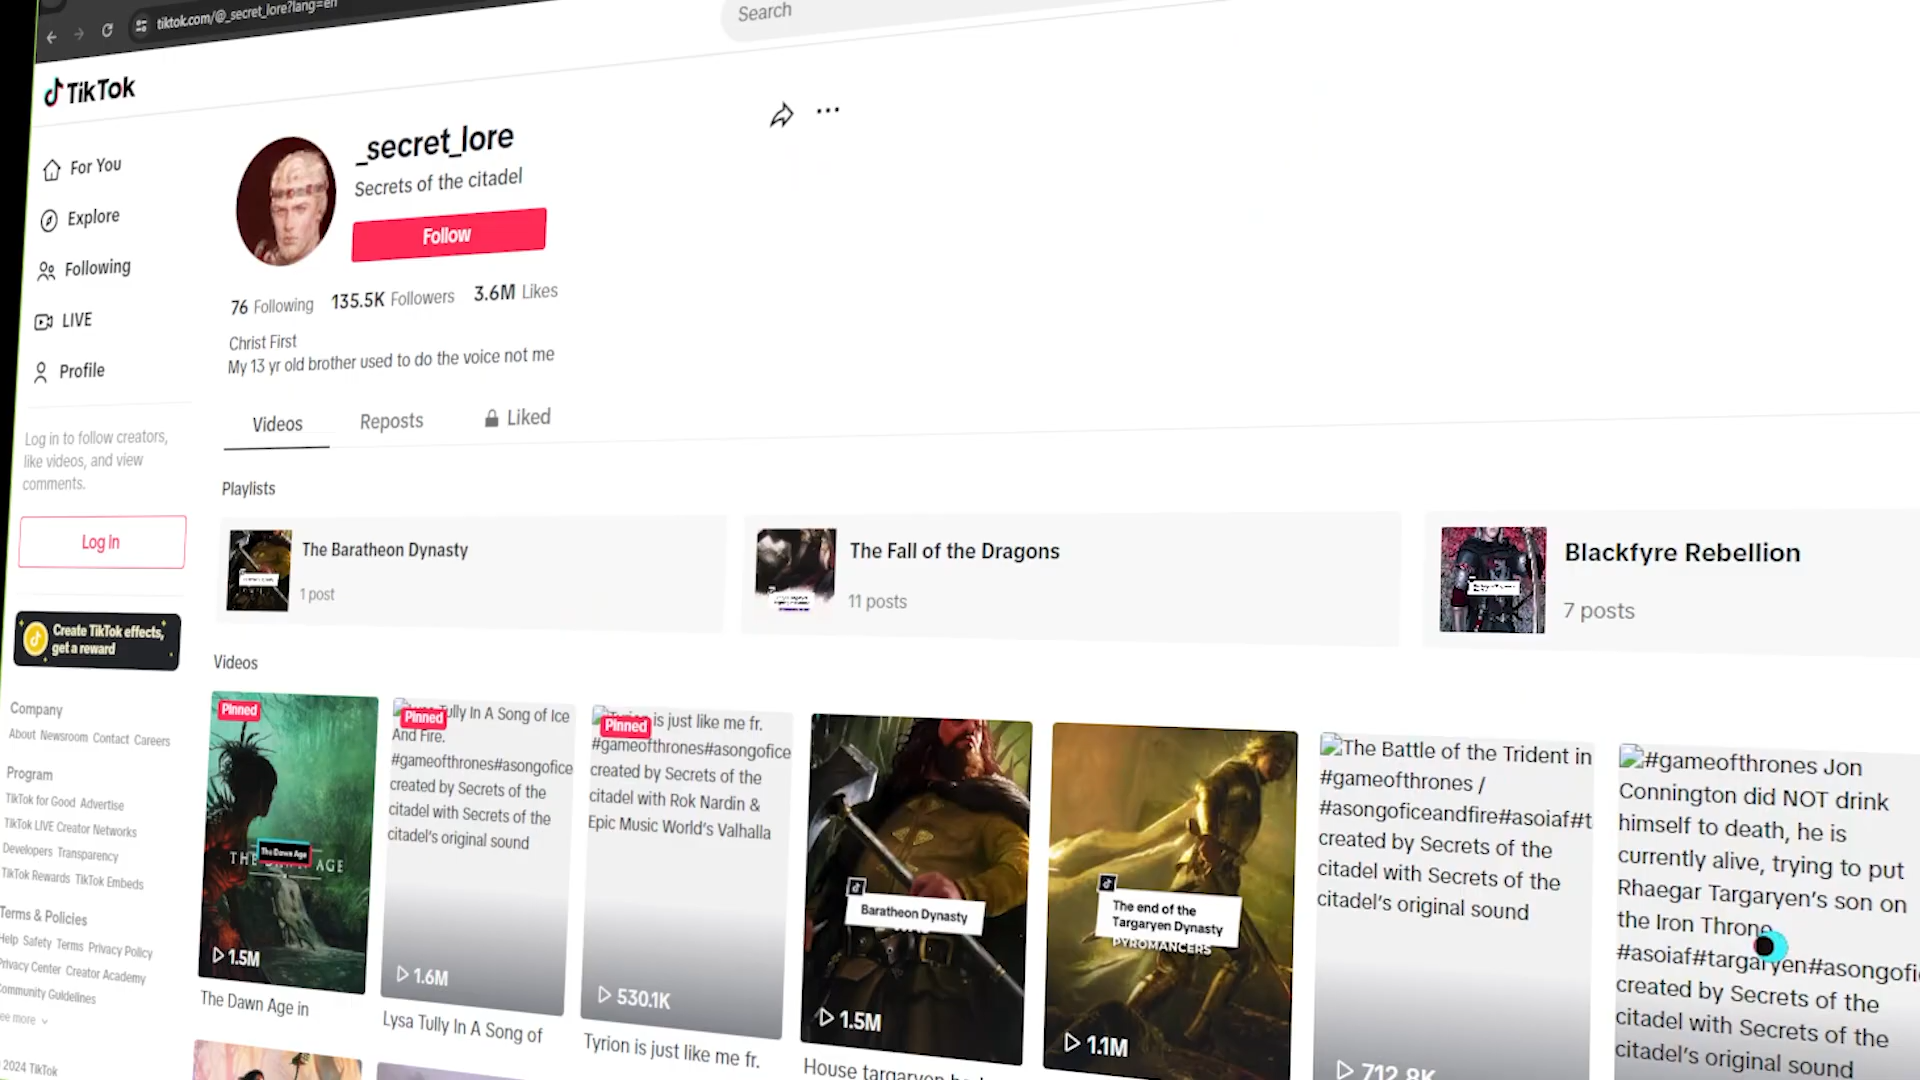 tiktok.com/@_secret_lore?lang=en
Search
TikTok
For You
Explore
Following
LIVE
Profile
Log in to follow creators,
like videos, and view
comments.
Log in
Create TikTok effects,
get a reward
Company
About Newsroom Contact Careers
Program
TikTok for Good Advertise
TikTok LIVE Creator Networks
Developers Transparency
TikTok Rewards TikTok Embeds
Terms & Policies
Help Safety Terms Privacy Policy
Privacy Center Creator Academy
Community Guidelines
See more
© 2024 TikTok
_secret_lore
Secrets of the citadel
Follow
76 Following 135.5K Followers 3.6M Likes
Christ First
My 13 yr old brother used to do the voice not me
Videos Reposts Liked
Playlists
The Baratheon Dynasty
1 post
The Fall of the Dragons
11 posts
Blackfyre Rebellion
7 posts
Videos
Pinned
The Dawn Age
THE DAWN AGE
1.5M
The Dawn Age in
Pinned
Lysa Tully In A Song of Ice
And Fire.
#gameofthrones#asongofice
created by Secrets of the
citadel with Secrets of the
citadel's original sound
1.6M
Lysa Tully In A Song of
Pinned
Tyrion is just like me fr.
#gameofthrones#asongofice
created by Secrets of the
citadel with Rok Nardin &
Epic Music World's Valhalla
530.1K
Tyrion is just like me fr.
Baratheon Dynasty
1.5M
House targaryen
The end of the
Targaryen Dynasty
PYROMANCERS
1.1M
The Battle of the Trident in
#gameofthrones /
#asongoficeandfire#asoiaf#t
created by Secrets of the
citadel with Secrets of the
citadel's original sound
712.8K
#gameofthrones Jon
Connington did NOT drink
himself to death, he is
currently alive, trying to put
Rhaegar Targaryen's son on
the Iron Throne
#asoiaf#targaryen#asongofic
created by Secrets of the
citadel with Secrets of the
citadel's original sound